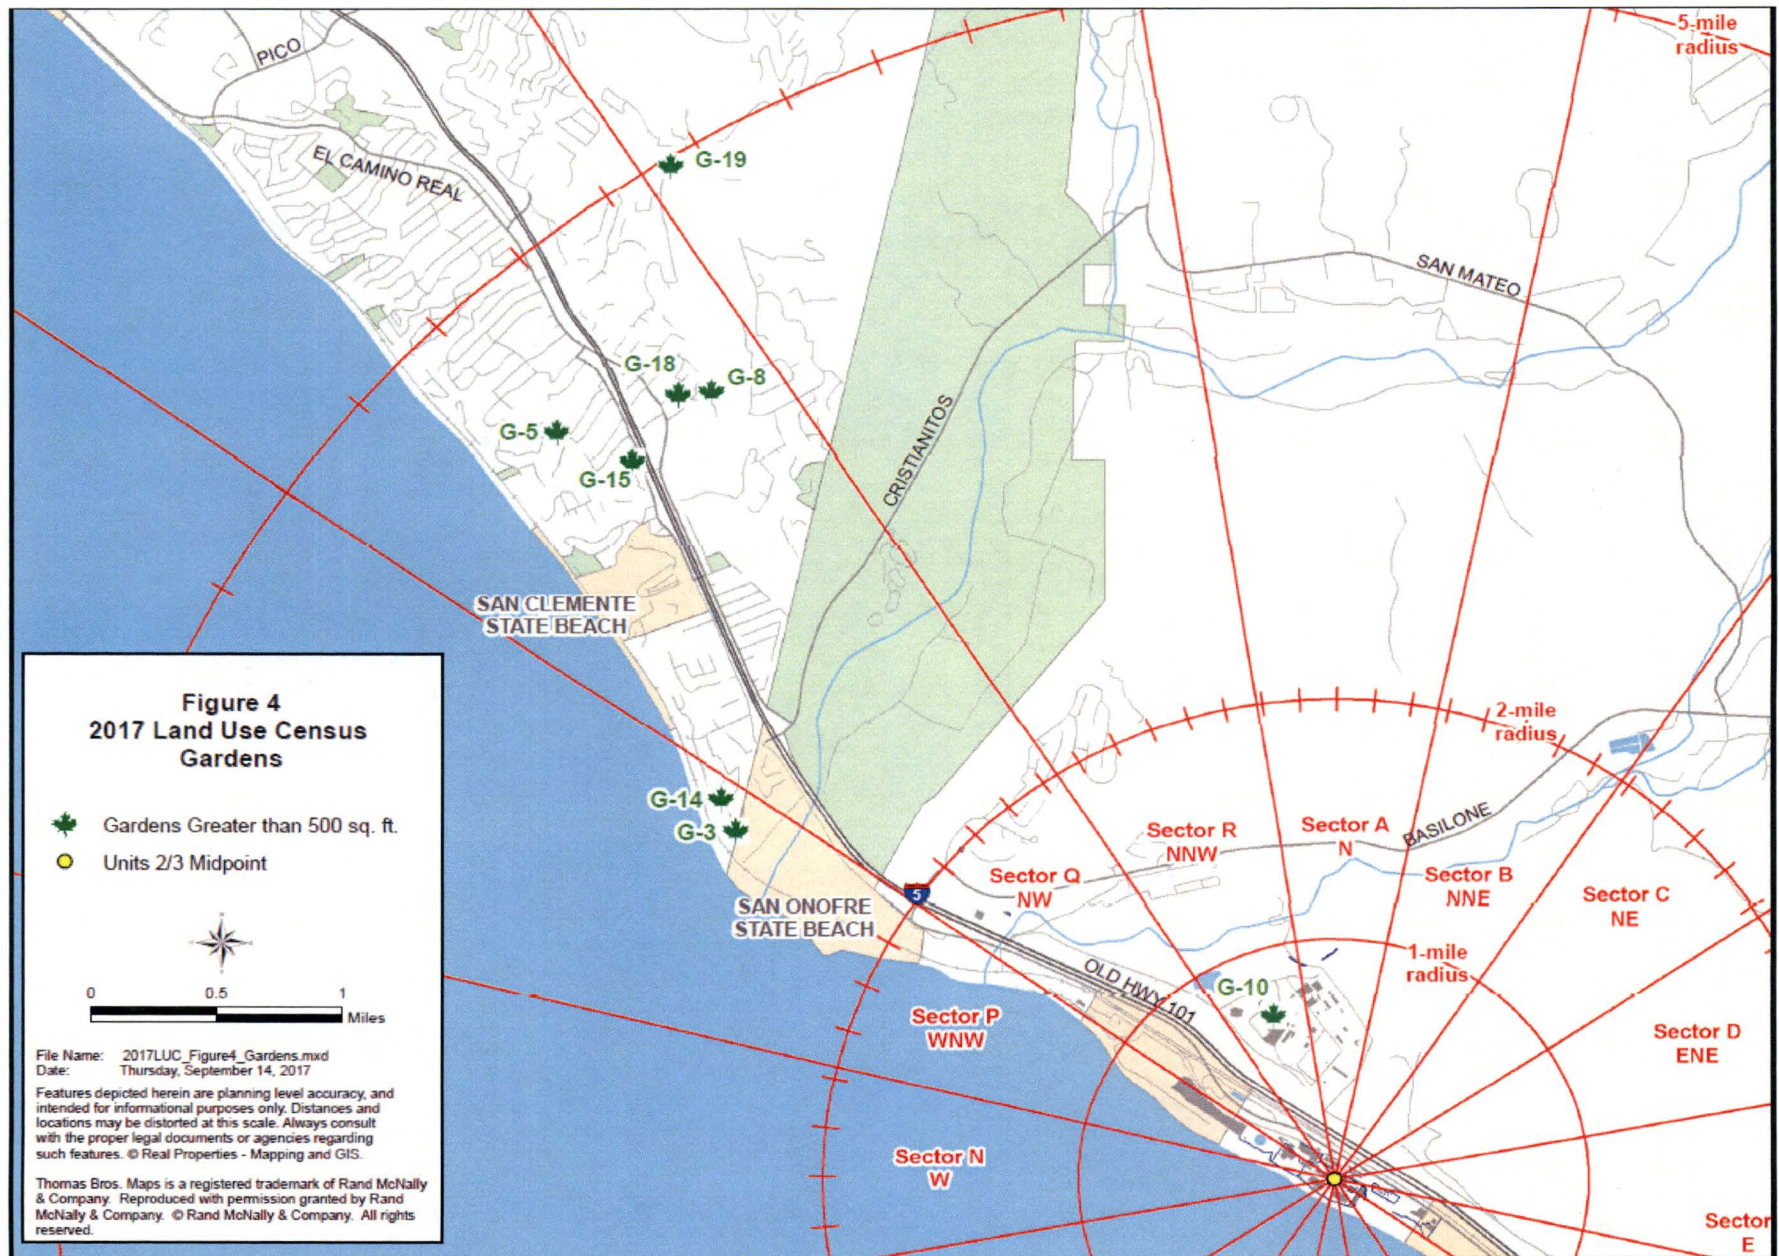 PICO
EL CAMINO REAL
5-mile
radius
G-19
SAN MATEO
G-18
G-8
G-5
G-15
CRISTIANITOS
SAN CLEMENTE
STATE BEACH
2-mile
radius
G-14
G-3
Sector R
NNW
Sector A
N
BASILONE
Sector Q
NW
Sector B
NNE
Sector C
NE
5
SAN ONOFRE
STATE BEACH
1-mile
radius
OLD HWY 101
G-10
Sector P
WNW
Sector D
ENE
Sector N
W
Sector
E
Figure 4
2017 Land Use Census
Gardens
Gardens Greater than 500 sq. ft.
Units 2/3 Midpoint
0 0.5 1
Miles
File Name: 2017LUC_Figure4_Gardens.mxd
Date: Thursday, September 14, 2017
Features depicted herein are planning level accuracy, and
intended for informational purposes only. Distances and
locations may be distorted at this scale. Always consult
with the proper legal documents or agencies regarding
such features. © Real Properties - Mapping and GIS.
Thomas Bros. Maps is a registered trademark of Rand McNally
& Company. Reproduced with permission granted by Rand
McNally & Company. © Rand McNally & Company. All rights
reserved.